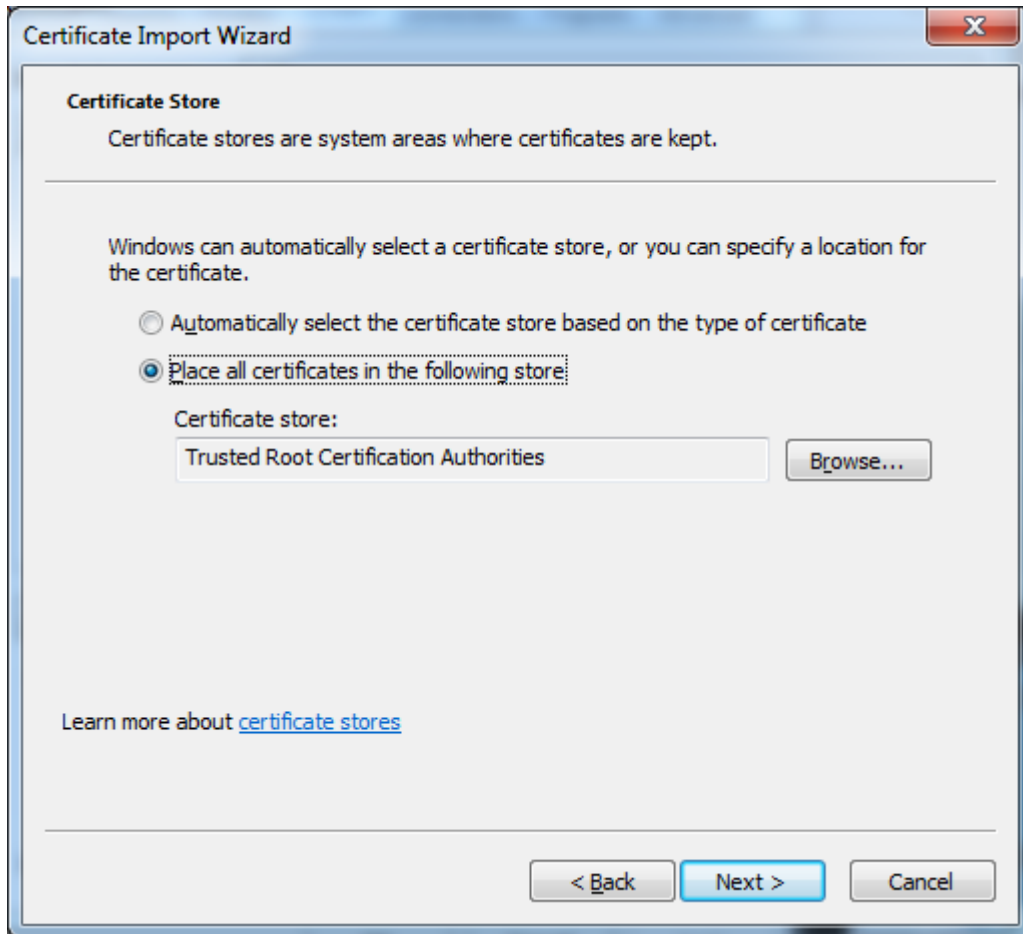 Certificate Import Wizard
Certificate Store
Certificate stores are system areas where certificates are kept.
Windows can automatically select a certificate store, or you can specify a location for
the certificate.
Automatically select the certificate store based on the type of certificate
Place all certificates in the following store
Certificate store:
Trusted Root Certification Authorities
Browse...
Learn more about certificate stores
< Back
Next >
Cancel